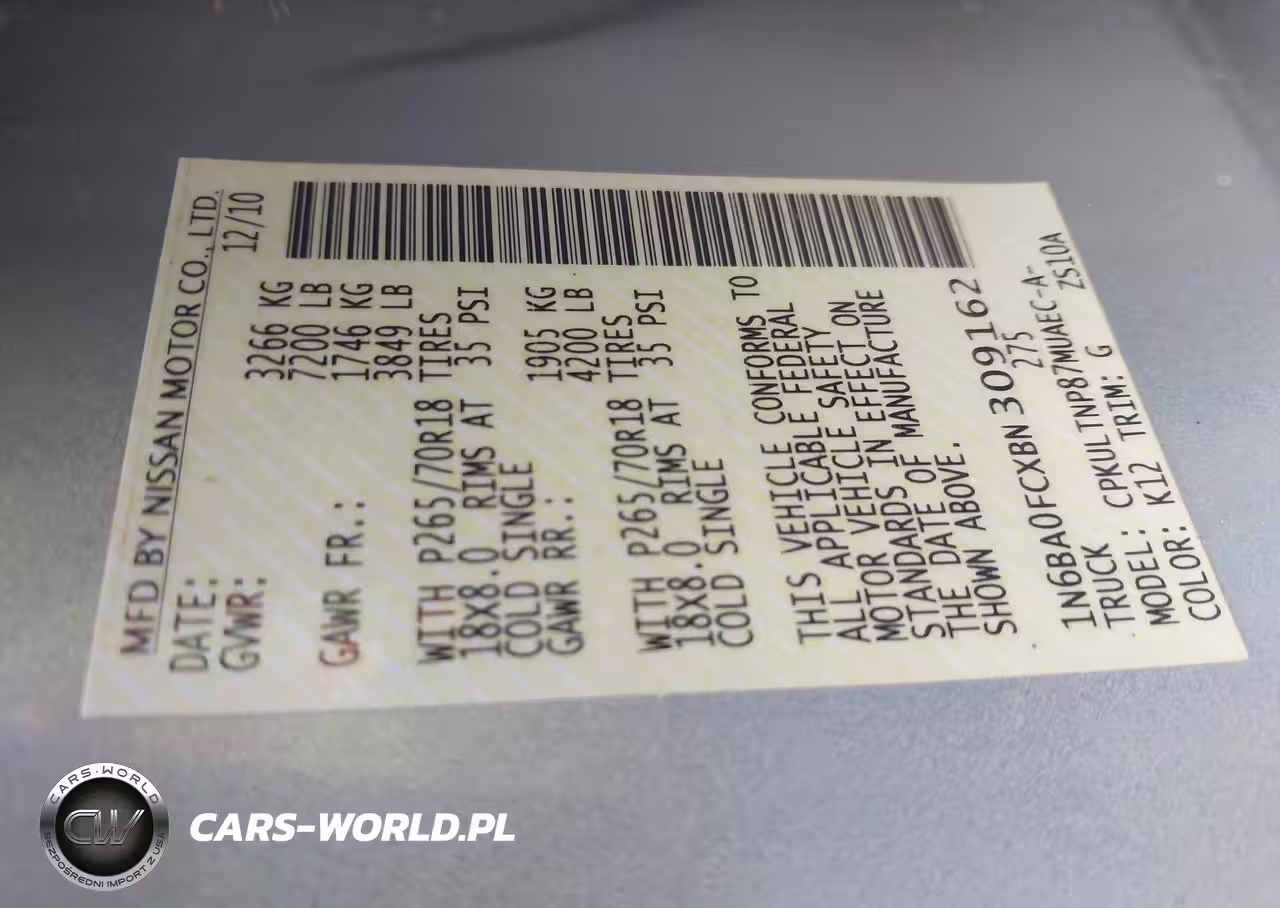 MFD BY NISSAN MOTOR CO., LTD.
DATE: 12/10
GVWR: 3266 KG
7200 LB
GAWR FR.: 1746 KG
3849 LB
WITH P265/70R18 TIRES
18X8.0 RIMS AT 35 PSI
COLD SINGLE
GAWR RR.: 1905 KG
4200 LB
WITH P265/70R18 TIRES
18X8.0 RIMS AT 35 PSI
COLD SINGLE
THIS VEHICLE CONFORMS TO
ALL APPLICABLE FEDERAL
MOTOR VEHICLE SAFETY
STANDARDS IN EFFECT ON
THE DATE OF MANUFACTURE
SHOWN ABOVE.
1N6BA0FCXBN309162
TRUCK 275
MODEL: CPKULTNP87MUAEC-A-
COLOR: K12 TRIM: G ZS10A
CARS-WORLD
CW
BEZPOŚREDNI IMPORT Z USA
CARS-WORLD.PL